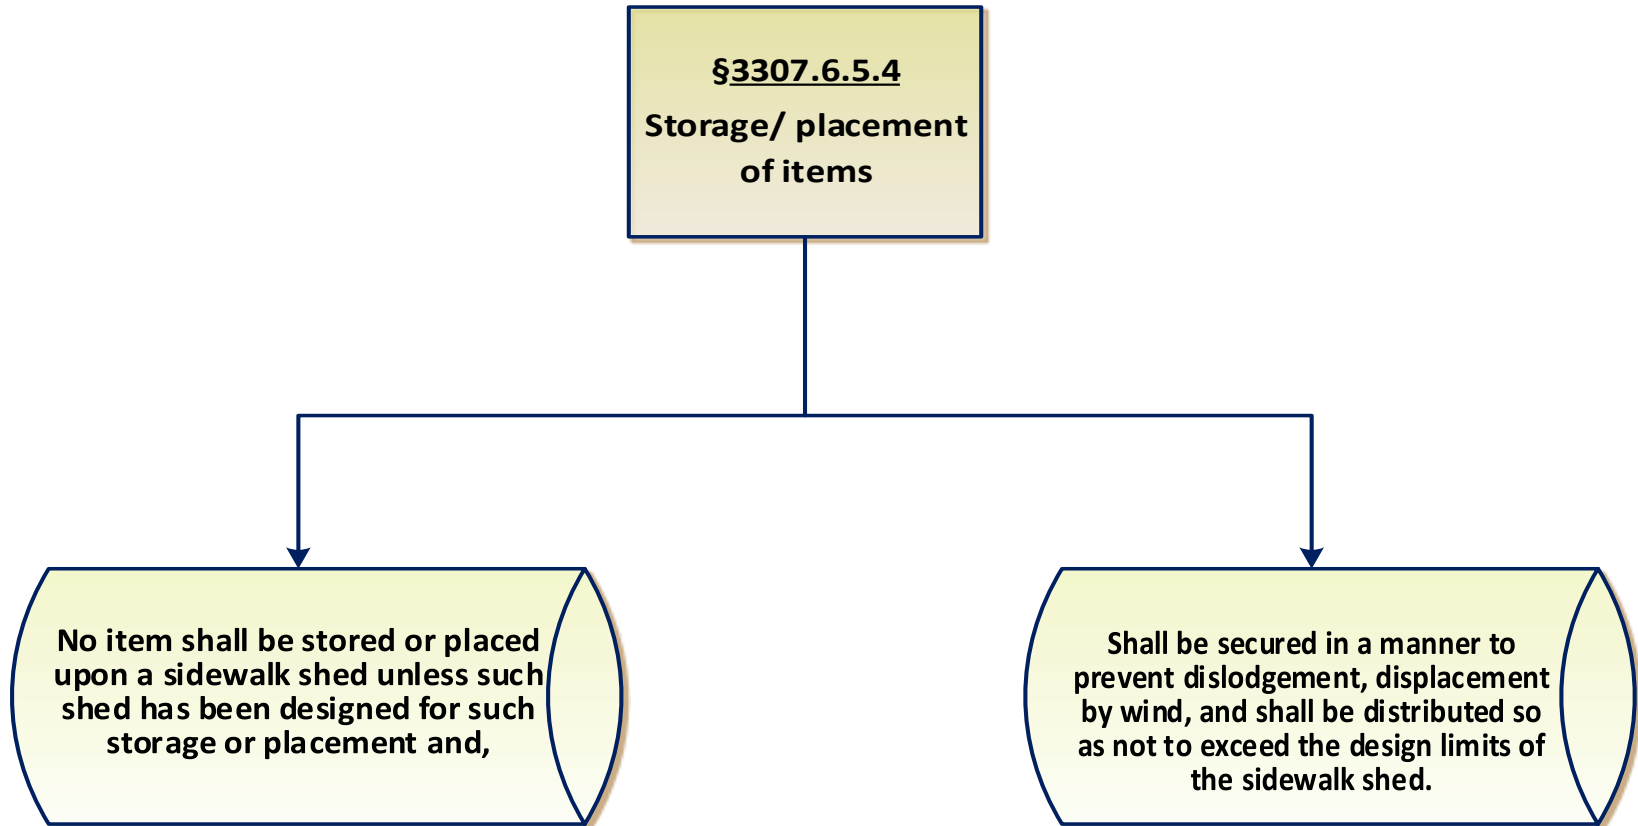 §3307.6.5.4
Storage/ placement
of items
No item shall be stored or placed
upon a sidewalk shed unless such
shed has been designed for such
storage or placement and,
Shall be secured in a manner to
prevent dislodgement, displacement
by wind, and shall be distributed so
as not to exceed the design limits of
the sidewalk shed.